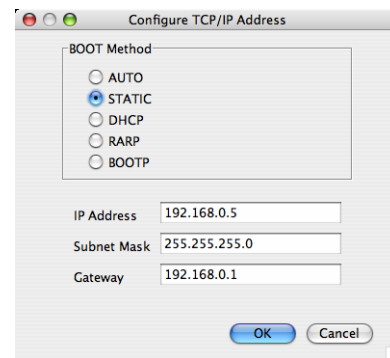 Configure TCP/IP Address
BOOT Method
AUTO
STATIC
DHCP
RARP
BOOTP
IP Address 192.168.0.5
Subnet Mask 255.255.255.0
Gateway 192.168.0.1
OK Cancel